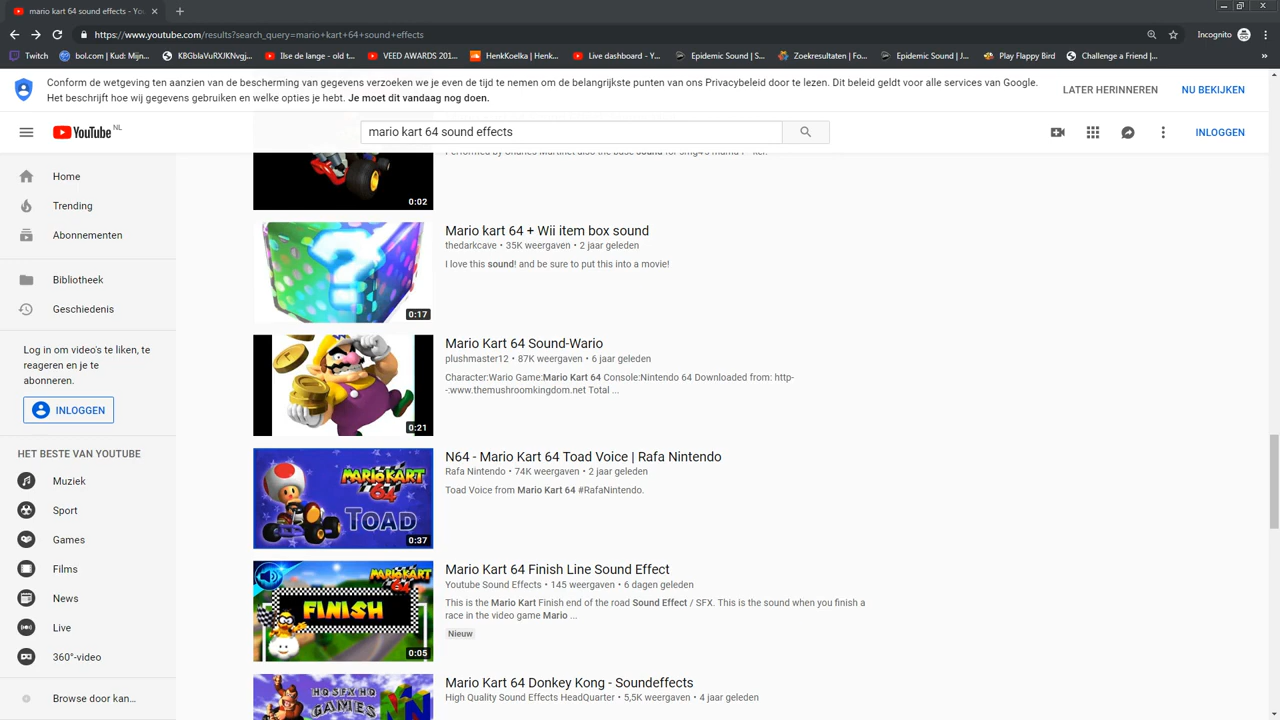 mario kart 64 sound effects - You
https://www.youtube.com/results?search_query=mario+kart+64+sound+effects
Incognito
Twitch
bol.com | Kud: Mijn...
KBGbIaVuRX/KNvgj...
Ilse de lange - old...
VEED AWARDS 201...
HenkKoelka | Henk...
Live dashboard - Y...
Epidemic Sound | S...
Zoekresultaten | Fo...
Epidemic Sound | J...
Play Flappy Bird
Challenge a Friend |...
Conform de wetgeving ten aanzien van de bescherming van gegevens verzoeken we je even de tijd te nemen om de belangrijkste punten van ons Privacybeleid door te lezen. Dit beleid geldt voor alle services van Google.
Het beschrijft hoe wij gegevens gebruiken en welke opties je hebt. Je moet dit vandaag nog doen.
LATER HERINNEREN
NU BEKIJKEN
YouTube NL
mario kart 64 sound effects
INLOGGEN
Home
Trending
Abonnementen
Bibliotheek
Geschiedenis
Log in om video's te liken, te
reageren en je te
abonneren.
INLOGGEN
HET BESTE VAN YOUTUBE
Muziek
Sport
Games
Films
News
Live
360°-video
Browse door kan...
0:02
0:17
Mario kart 64 + Wii item box sound
thedarkcave • 35K weergaven • 2 jaar geleden
I love this sound! and be sure to put this into a movie!
0:21
Mario Kart 64 Sound-Wario
plushmaster12 • 87K weergaven • 6 jaar geleden
Character:Wario Game:Mario Kart 64 Console:Nintendo 64 Downloaded from: http-
-:www.themushroomkingdom.net Total ...
MARIOKART
64
TOAD
0:37
N64 - Mario Kart 64 Toad Voice | Rafa Nintendo
Rafa Nintendo • 74K weergaven • 2 jaar geleden
Toad Voice from Mario Kart 64 #RafaNintendo.
MARIOKART
64
FINISH
0:05
Mario Kart 64 Finish Line Sound Effect
Youtube Sound Effects • 145 weergaven • 6 dagen geleden
This is the Mario Kart Finish end of the road Sound Effect / SFX. This is the sound when you finish a
race in the video game Mario ...
Nieuw
HQSFXHQ
GAMES
Mario Kart 64 Donkey Kong - Soundeffects
High Quality Sound Effects HeadQuarter • 5,5K weergaven • 4 jaar geleden